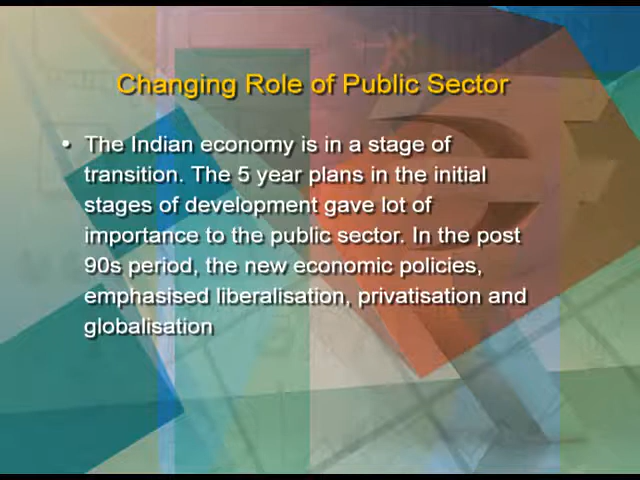 Changing Role of Public Sector
• The Indian economy is in a stage of
transition. The 5 year plans in the initial
stages of development gave lot of
importance to the public sector. In the post
90s period, the new economic policies,
emphasised liberalisation, privatisation and
globalisation